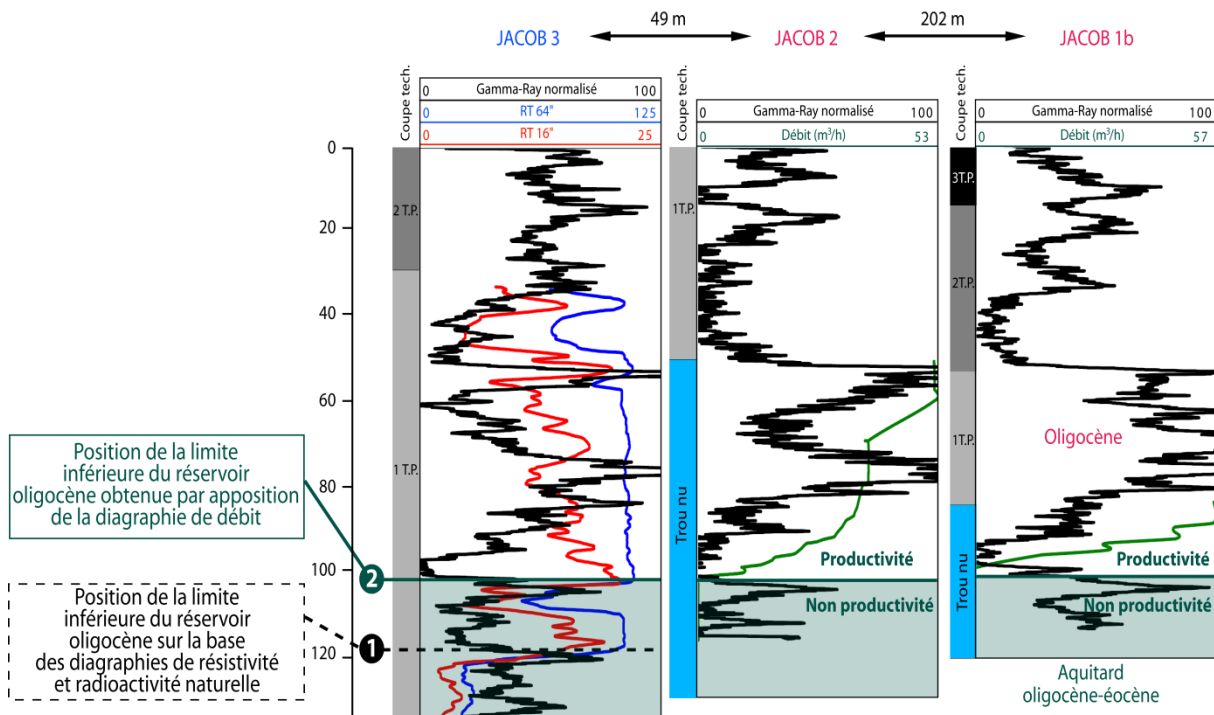 49 m
202 m
JACOB 3
JACOB 2
JACOB 1b
Coupe tech.
0 Gamma-Ray normalisé 100
0 RT 64" 125
0 RT 16" 25
Coupe tech.
0 Gamma-Ray normalisé 100
0 Débit (m³/h) 53
Coupe tech.
0 Gamma-Ray normalisé 100
0 Débit (m³/h) 57
0
20
40
60
80
100
120
2 T.P.
1 T.P.
1T.P.
Trou nu
3T.P.
2T.P.
1T.P.
Trou nu
Oligocène
Productivité
Non productivité
Productivité
Non productivité
Aquitard
oligocène-éocène
Position de la limite
inférieure du réservoir
oligocène obtenue par apposition
de la diagraphie de débit
2
Position de la limite
inférieure du réservoir
oligocène sur la base
des diagraphies de résistivité
et radioactivité naturelle
1